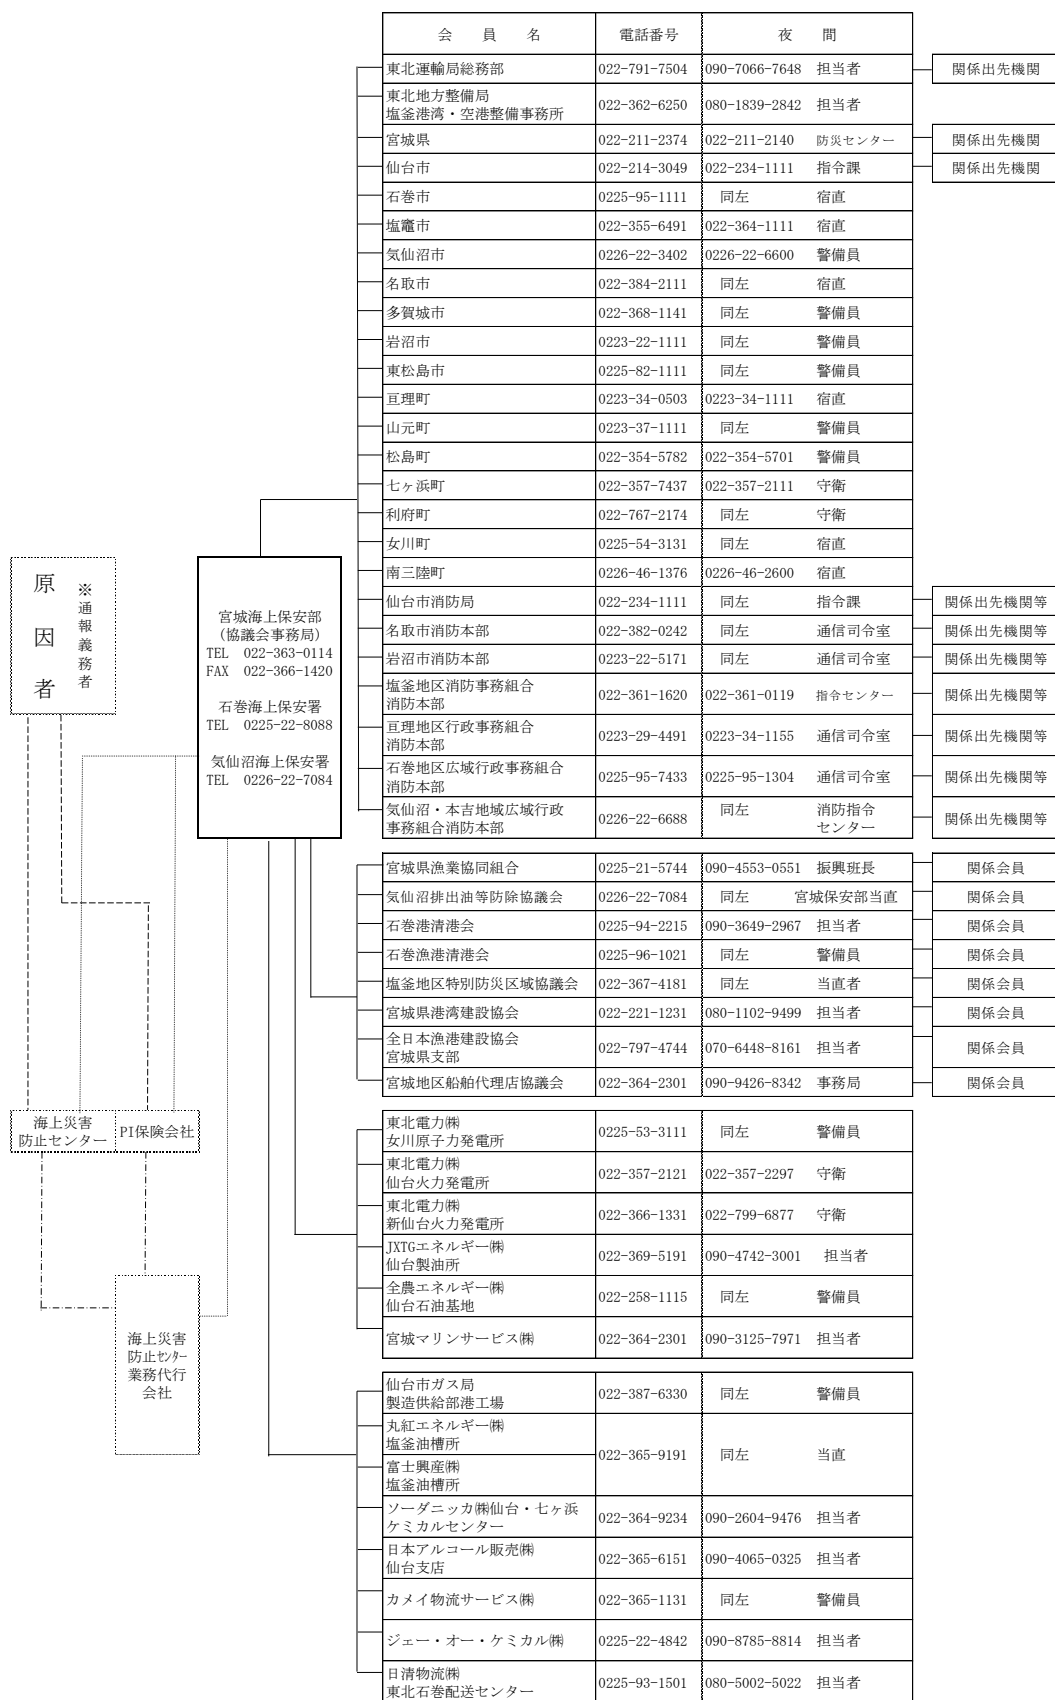 会　員　名　電話番号　夜　間
東北運輸局総務部　022-791-7504　090-7066-7648　担当者　関係出先機関
東北地方整備局
塩釜港湾・空港整備事務所　022-362-6250　080-1839-2842　担当者
宮城県　022-211-2374　022-211-2140　防災センター　関係出先機関
仙台市　022-214-3049　022-234-1111　指令課　関係出先機関
石巻市　0225-95-1111　同左　宿直
塩竈市　022-355-6491　022-364-1111　宿直
気仙沼市　0226-22-3402　0226-22-6600　警備員
名取市　022-384-2111　同左　宿直
多賀城市　022-368-1141　同左　警備員
岩沼市　0223-22-1111　同左　警備員
東松島市　0225-82-1111　同左　警備員
亘理町　0223-34-0503　0223-34-1111　宿直
山元町　0223-37-1111　同左　警備員
松島町　022-354-5782　022-354-5701　警備員
七ヶ浜町　022-357-7437　022-357-2111　守衛
利府町　022-767-2174　同左　守衛
女川町　0225-54-3131　同左　宿直
南三陸町　0226-46-1376　0226-46-2600　宿直
仙台市消防局　022-234-1111　同左　指令課　関係出先機関等
名取市消防本部　022-382-0242　同左　通信司令室　関係出先機関等
岩沼市消防本部　0223-22-5171　同左　通信司令室　関係出先機関等
塩釜地区消防事務組合
消防本部　022-361-1620　022-361-0119　指令センター　関係出先機関等
亘理地区行政事務組合
消防本部　0223-29-4491　0223-34-1155　通信司令室　関係出先機関等
石巻地区広域行政事務組合
消防本部　0225-95-7433　0225-95-1304　通信司令室　関係出先機関等
気仙沼・本吉地域広域行政
事務組合消防本部　0226-22-6688　同左　消防指令
センター　関係出先機関等
原因者
※通報義務者
宮城海上保安部
（協議会事務局）
TEL　022-363-0114
FAX　022-366-1420
石巻海上保安署
TEL　0225-22-8088
気仙沼海上保安署
TEL　0226-22-7084
宮城県漁業協同組合　0225-21-5744　090-4553-0551　振興班長　関係会員
気仙沼排出油等防除協議会　0226-22-7084　同左　宮城保安部当直　関係会員
石巻港清港会　0225-94-2215　090-3649-2967　担当者　関係会員
石巻漁港清港会　0225-96-1021　同左　警備員　関係会員
塩釜地区特別防災区域協議会　022-367-4181　同左　当直者　関係会員
宮城県港湾建設協会　022-221-1231　080-1102-9499　担当者　関係会員
全日本漁港建設協会
宮城県支部　022-797-4744　070-6448-8161　担当者　関係会員
宮城地区船舶代理店協議会　022-364-2301　090-9426-8342　事務局　関係会員
海上災害
防止センター
PI保険会社
東北電力㈱
女川原子力発電所　0225-53-3111　同左　警備員
東北電力㈱
仙台火力発電所　022-357-2121　022-357-2297　守衛
東北電力㈱
新仙台火力発電所　022-366-1331　022-799-6877　守衛
JXTGエネルギー㈱
仙台製油所　022-369-5191　090-4742-3001　担当者
全農エネルギー㈱
仙台石油基地　022-258-1115　同左　警備員
宮城マリンサービス㈱　022-364-2301　090-3125-7971　担当者
海上災害
防止ｾﾝﾀｰ
業務代行
会社
仙台市ガス局
製造供給部港工場　022-387-6330　同左　警備員
丸紅エネルギー㈱
塩釜油槽所　022-365-9191　同左　当直
富士興産㈱
塩釜油槽所
ソーダニッカ㈱仙台・七ヶ浜
ケミカルセンター　022-364-9234　090-2604-9476　担当者
日本アルコール販売㈱
仙台支店　022-365-6151　090-4065-0325　担当者
カメイ物流サービス㈱　022-365-1131　同左　警備員
ジェー・オー・ケミカル㈱　0225-22-4842　090-8785-8814　担当者
日清物流㈱
東北石巻配送センター　0225-93-1501　080-5002-5022　担当者